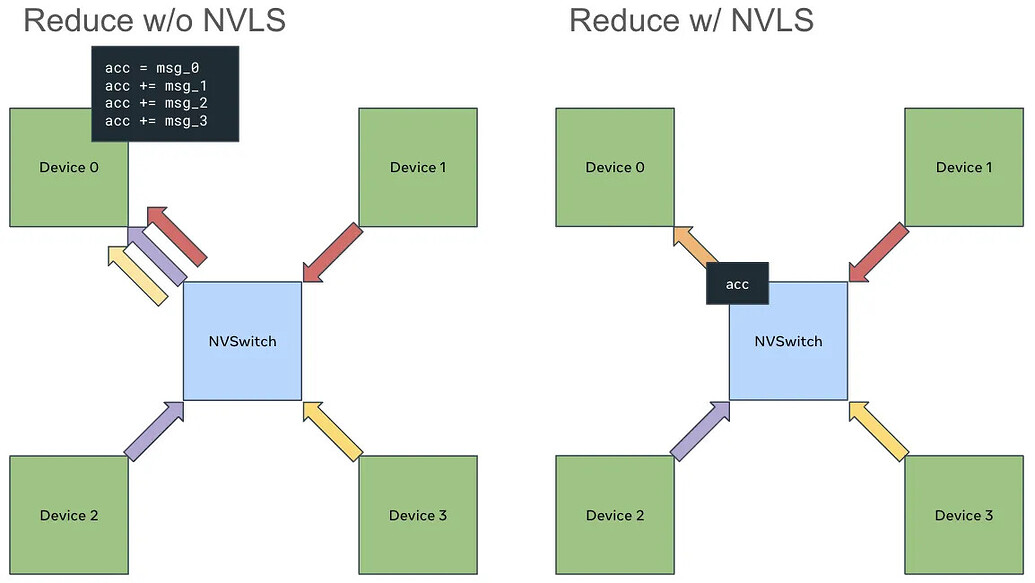 Reduce w/o NVLS
acc = msg_0
acc += msg_1
acc += msg_2
acc += msg_3
Device 0
Device 1
NVSwitch
Device 2
Device 3
Reduce w/ NVLS
Device 0
Device 1
acc
NVSwitch
Device 2
Device 3